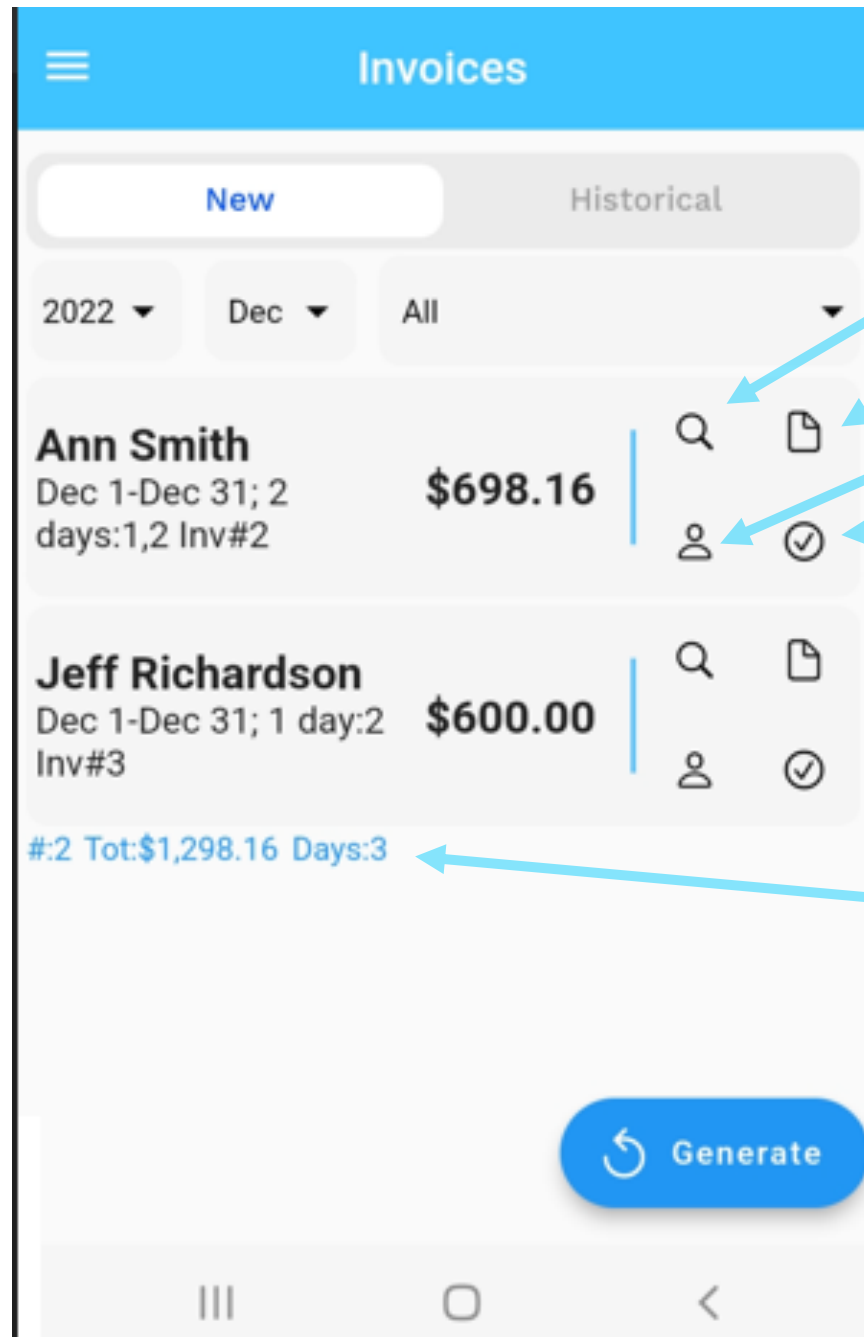 Invoices
New Historical
2022 Dec All
Ann Smith
Dec 1-Dec 31; 2
days:1,2 Inv#2
$698.16
Jeff Richardson
Dec 1-Dec 31; 1 day:2
Inv#3
$600.00
#:2 Tot:$1,298.16 Days:3
Generate